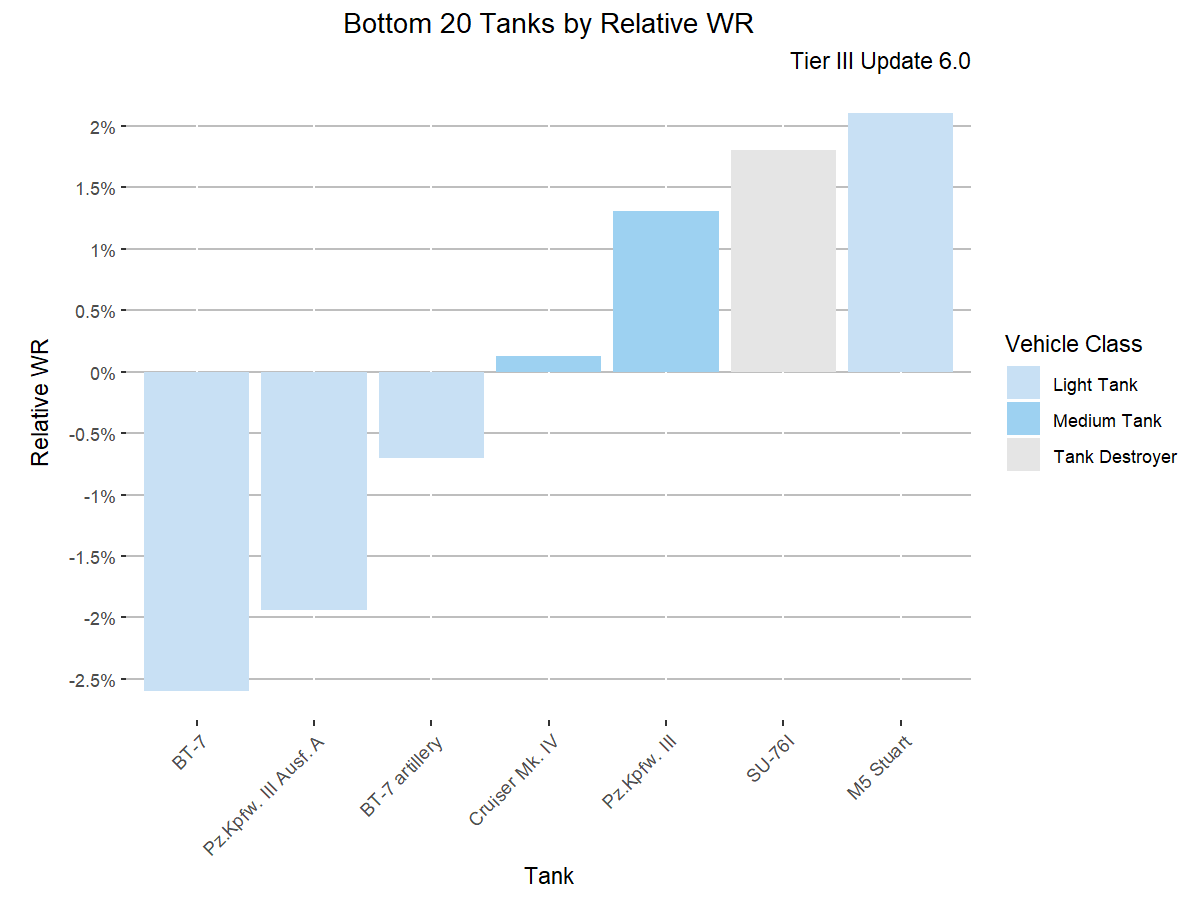 Bottom 20 Tanks by Relative WR
Tier III Update 6.0
2%
1.5%
1%
0.5%
0%
-0.5%
-1%
-1.5%
-2%
-2.5%
Relative WR
BT-7
Pz.Kpfw. III Ausf. A
BT-7 artillery
Cruiser Mk. IV
Pz.Kpfw. III
SU-76I
M5 Stuart
Tank
Vehicle Class
Light Tank
Medium Tank
Tank Destroyer